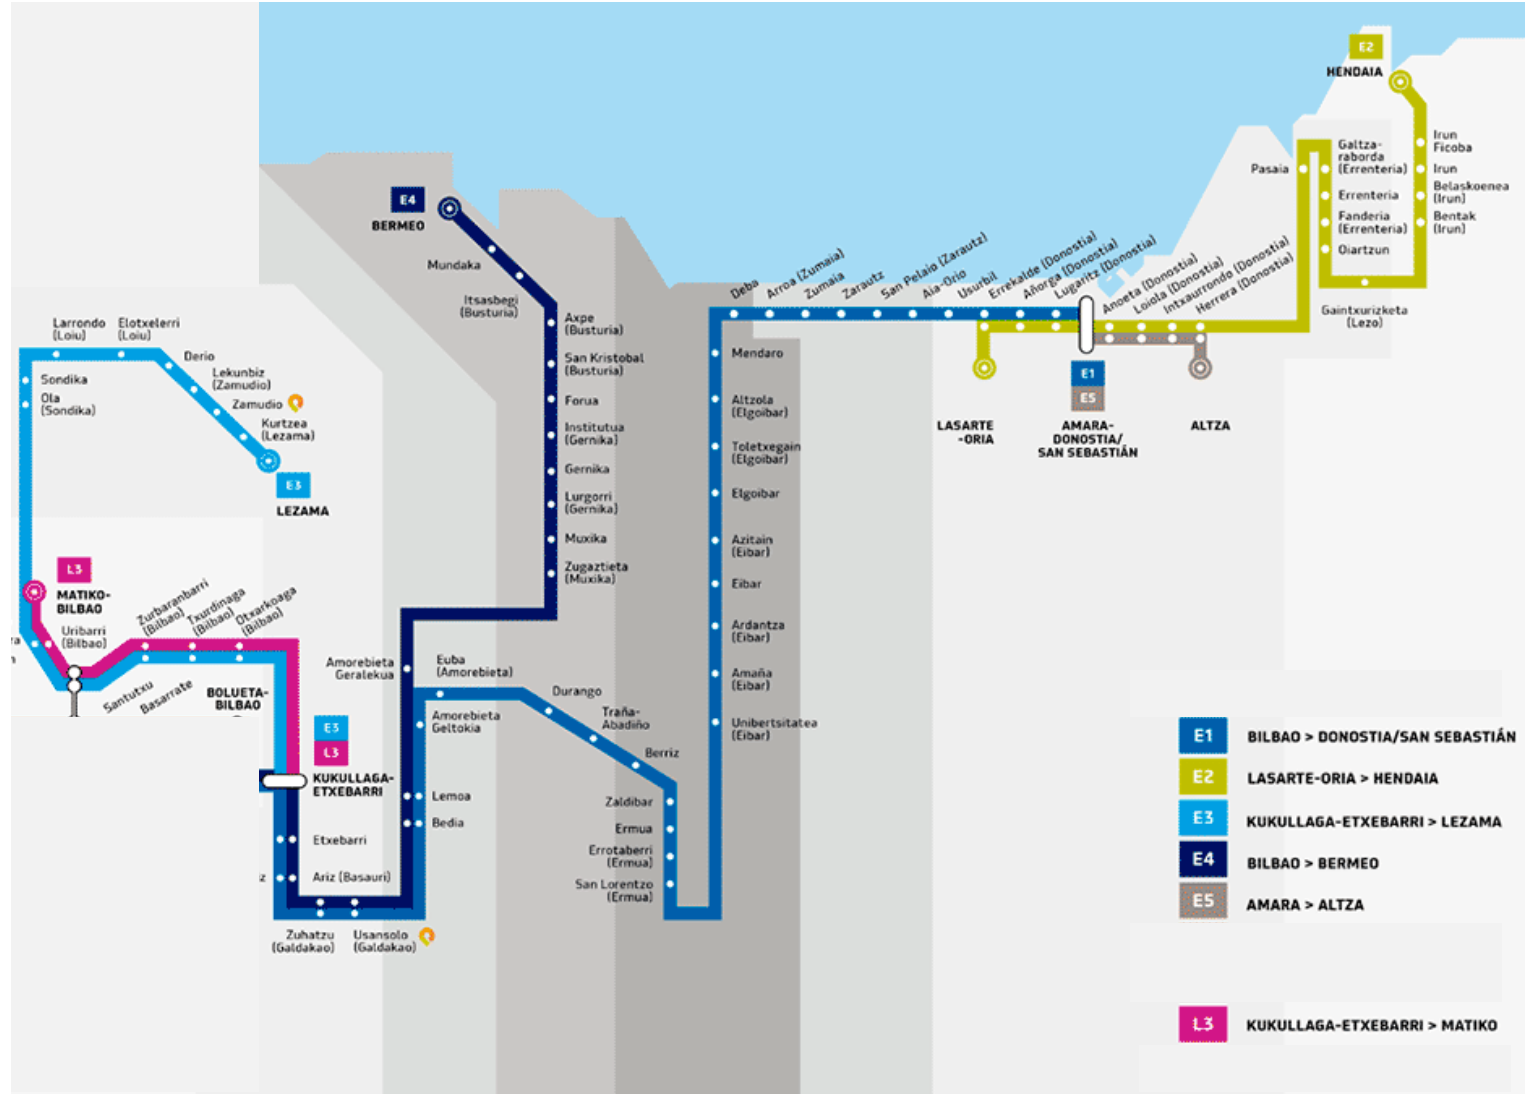 E2
HENDAIA
Irun
Ficoba
Irun
Belaskoenea
(Irun)
Bentak
(Irun)
Galtza-
raborda
(Errenteria)
Errenteria
Fanderia
(Errenteria)
Oiartzun
Pasaia
Gaintxurizketa
(Lezo)
E4
BERMEO
Mundaka
Itsasbegi
(Busturia)
Axpe
(Busturia)
San Kristobal
(Busturia)
Forua
Institutua
(Gernika)
Gernika
Lurgorri
(Gernika)
Muxika
Zugaztieta
(Muxika)
Deba
Arroa (Zumaia)
Zumaia
Zarautz
San Pelaio (Zarautz)
Aia-Orio
Usurbil
Errekalde (Donostia)
Añorga (Donostia)
Lugaritz (Donostia)
Anoeta (Donostia)
Loiola (Donostia)
Intxaurrondo (Donostia)
Herrera (Donostia)
LASARTE
-ORIA
E1
E5
AMARA-
DONOSTIA/
SAN SEBASTIÁN
ALTZA
Larrondo
(Loiu)
Elotxelerri
(Loiu)
Derio
Lekunbiz
(Zamudio)
Zamudio
Kurtzea
(Lezama)
E3
LEZAMA
Sondika
Ola
(Sondika)
L3
MATIKO-
BILBAO
Uribarri
(Bilbao)
Zurbaranbarri
(Bilbao)
Txurdinaga
(Bilbao)
Otxarkoaga
(Bilbao)
Santutxu
Basarrate
BOLUETA-
BILBAO
E3
L3
KUKULLAGA-
ETXEBARRI
Etxebarri
Ariz (Basauri)
Zuhatzu
(Galdakao)
Usansolo
(Galdakao)
Bedia
Lemoa
Amorebieta
Geltokia
Amorebieta
Geralekua
Euba
(Amorebieta)
Durango
Traña-
Abadiño
Berriz
Zaldibar
Ermua
Errotaberri
(Ermua)
San Lorentzo
(Ermua)
Mendaro
Altzola
(Elgoibar)
Toletxegain
(Elgoibar)
Elgoibar
Azitain
(Eibar)
Eibar
Ardantza
(Eibar)
Amaña
(Eibar)
Unibertsitatea
(Eibar)
E1 BILBAO > DONOSTIA/SAN SEBASTIÁN
E2 LASARTE-ORIA > HENDAIA
E3 KUKULLAGA-ETXEBARRI > LEZAMA
E4 BILBAO > BERMEO
E5 AMARA > ALTZA
L3 KUKULLAGA-ETXEBARRI > MATIKO